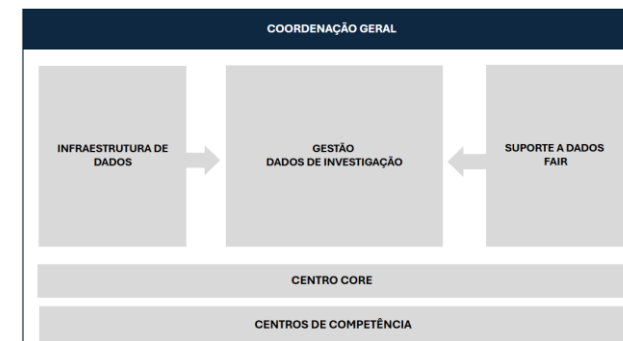 COORDENAÇÃO GERAL
INFRAESTRUTURA DE
DADOS
GESTÃO
DADOS DE INVESTIGAÇÃO
SUPORTE A DADOS
FAIR
CENTRO CORE
CENTROS DE COMPETÊNCIA